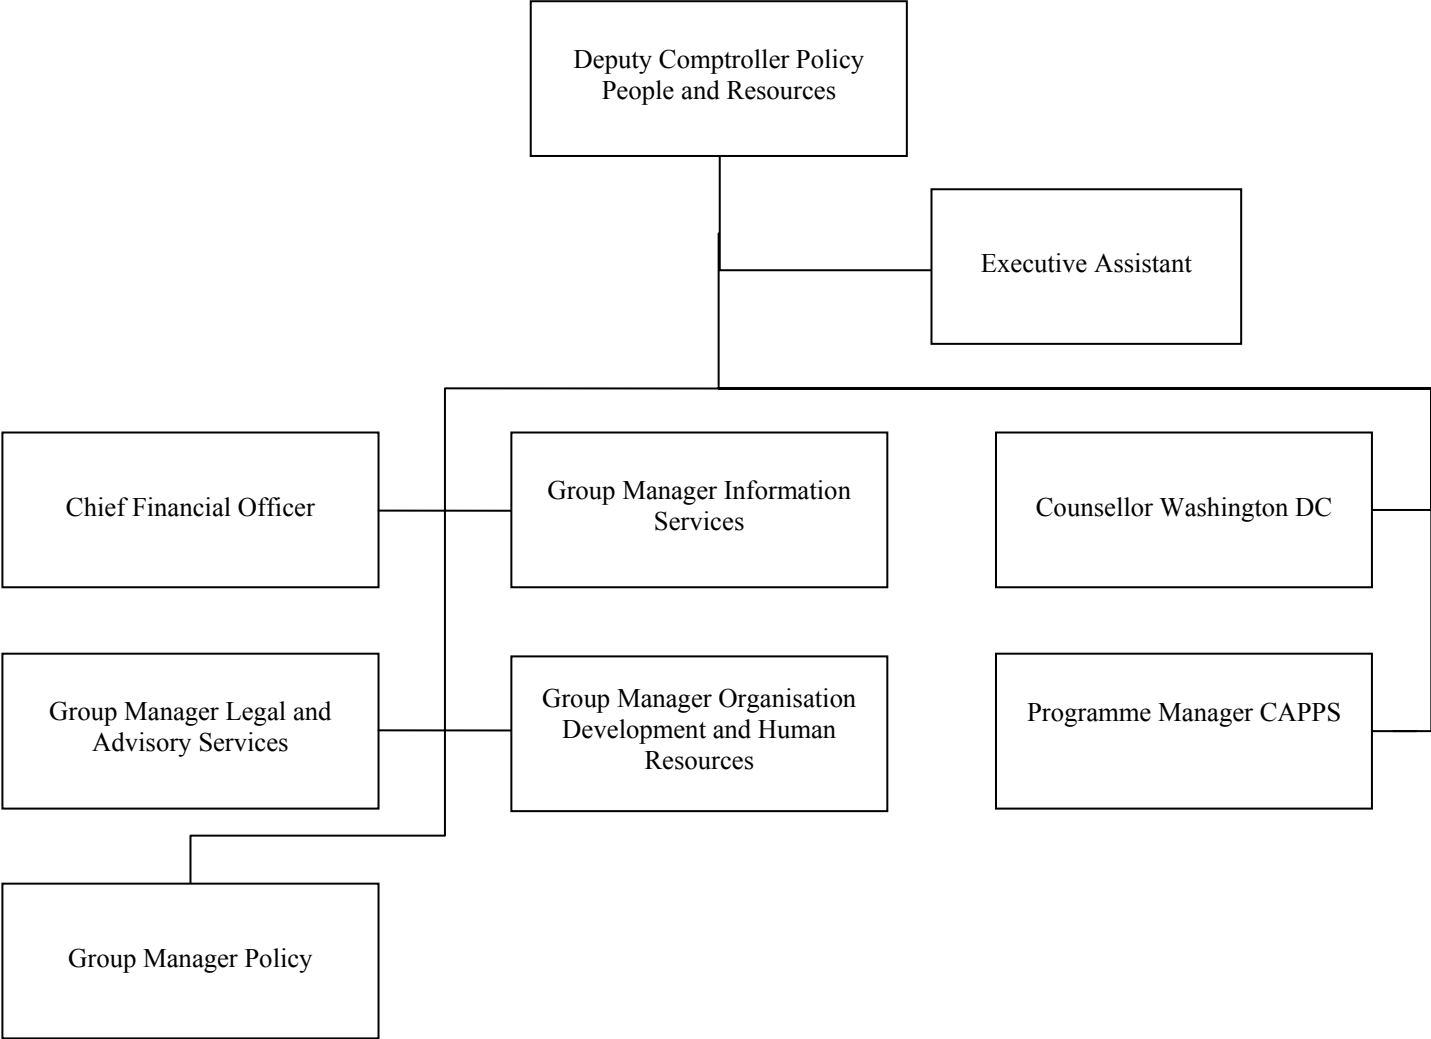 Deputy Comptroller Policy
People and Resources
Executive Assistant
Chief Financial Officer
Group Manager Information
Services
Counsellor Washington DC
Group Manager Legal and
Advisory Services
Group Manager Organisation
Development and Human
Resources
Programme Manager CAPPS
Group Manager Policy